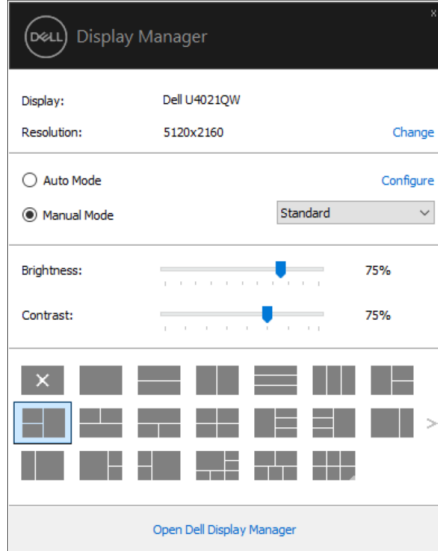 DELL Display Manager
x
Display: Dell U4021QW
Resolution: 5120x2160 Change
Auto Mode Configure
Manual Mode Standard
Brightness: 75%
Contrast: 75%
Open Dell Display Manager